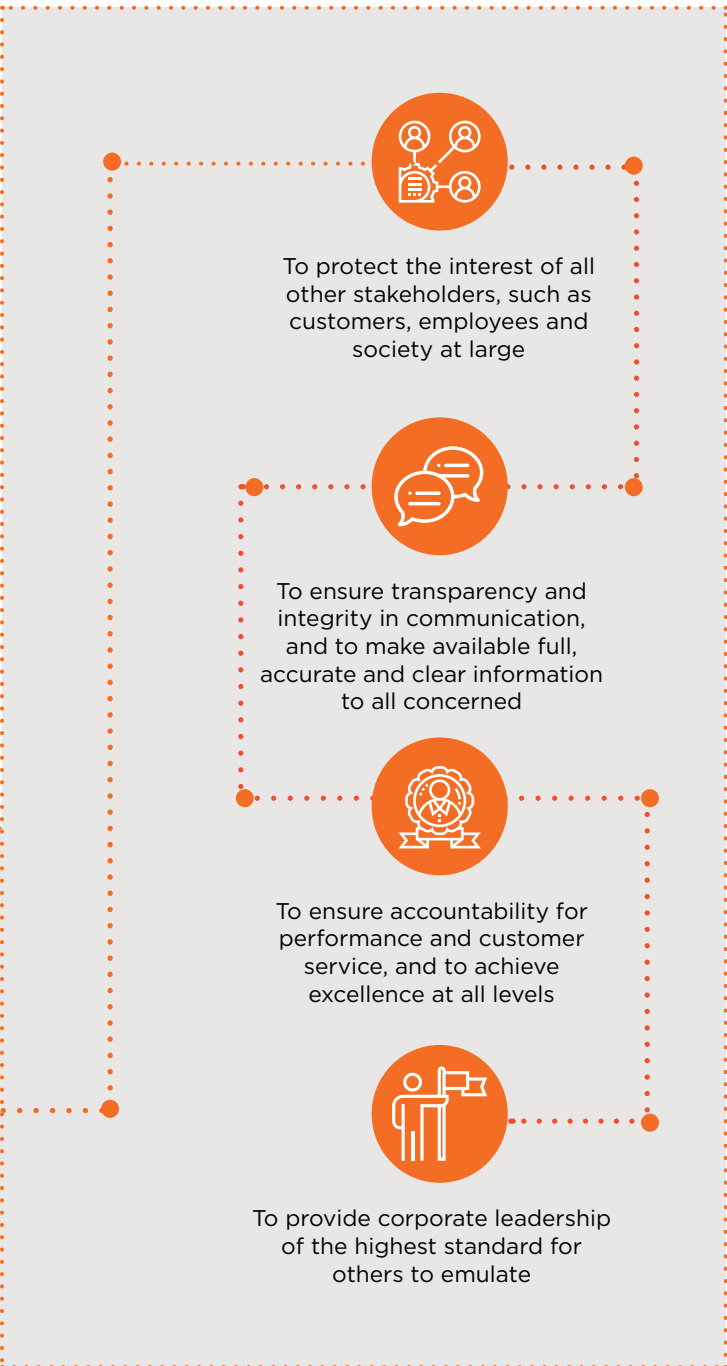 To protect the interest of all
other stakeholders, such as
customers, employees and
society at large
To ensure transparency and
integrity in communication,
and to make available full,
accurate and clear information
to all concerned
To ensure accountability for
performance and customer
service, and to achieve
excellence at all levels
To provide corporate leadership
of the highest standard for
others to emulate